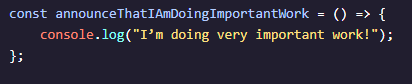 const announceThatIAmDoingImportantWork = () => {
    console.log("I’m doing very important work!");
};